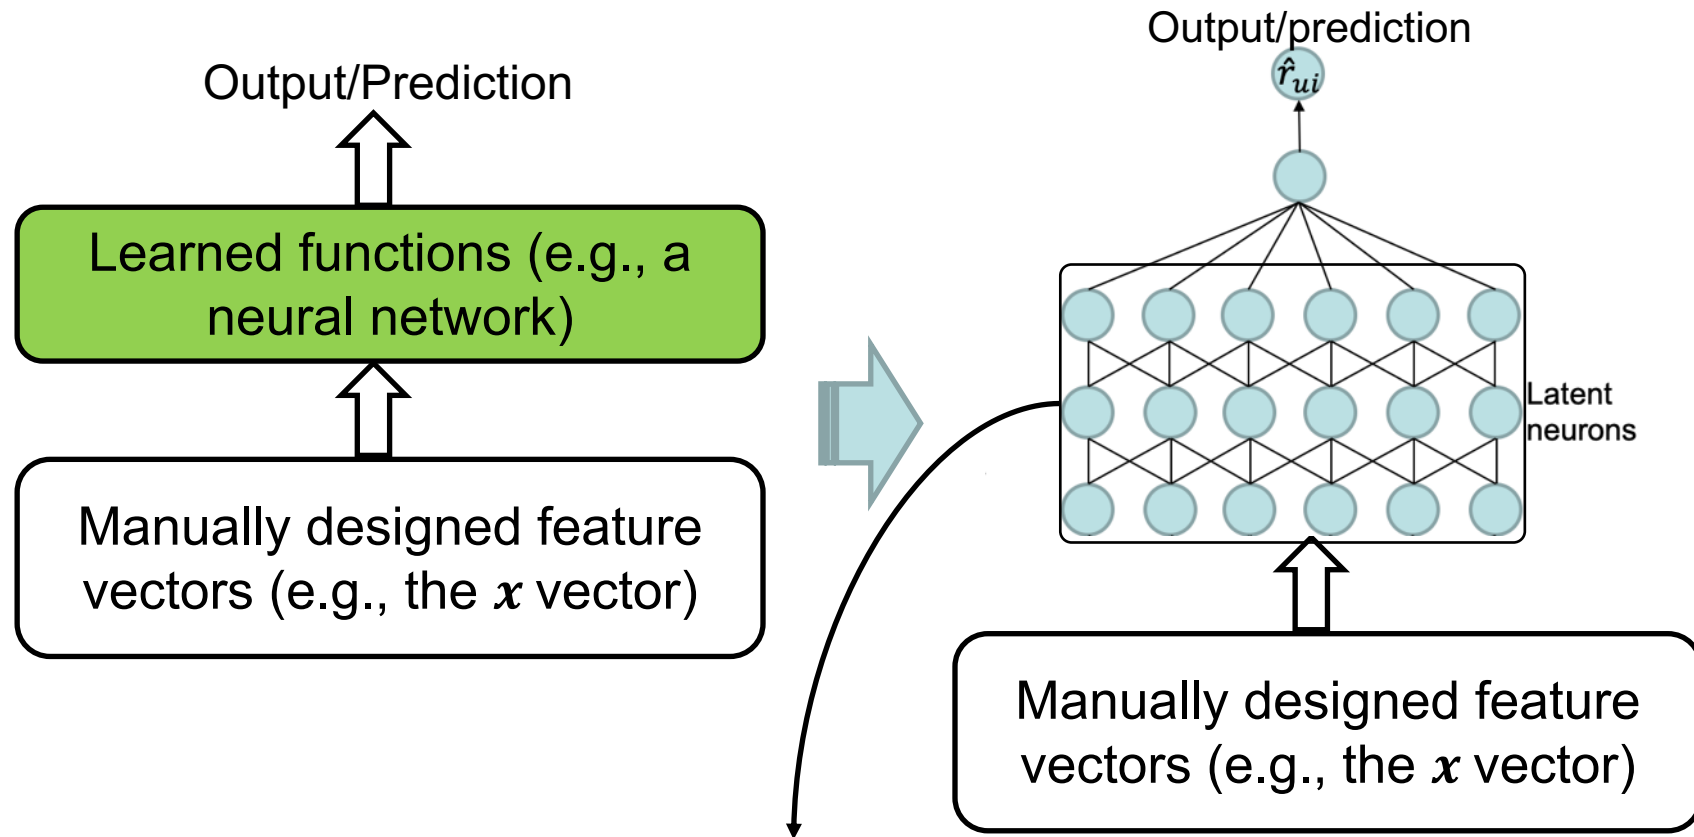 Output/Prediction
Learned functions (e.g., a
neural network)
Manually designed feature
vectors (e.g., the x vector)
Output/prediction
r̂ui
Latent
neurons
Manually designed feature
vectors (e.g., the x vector)